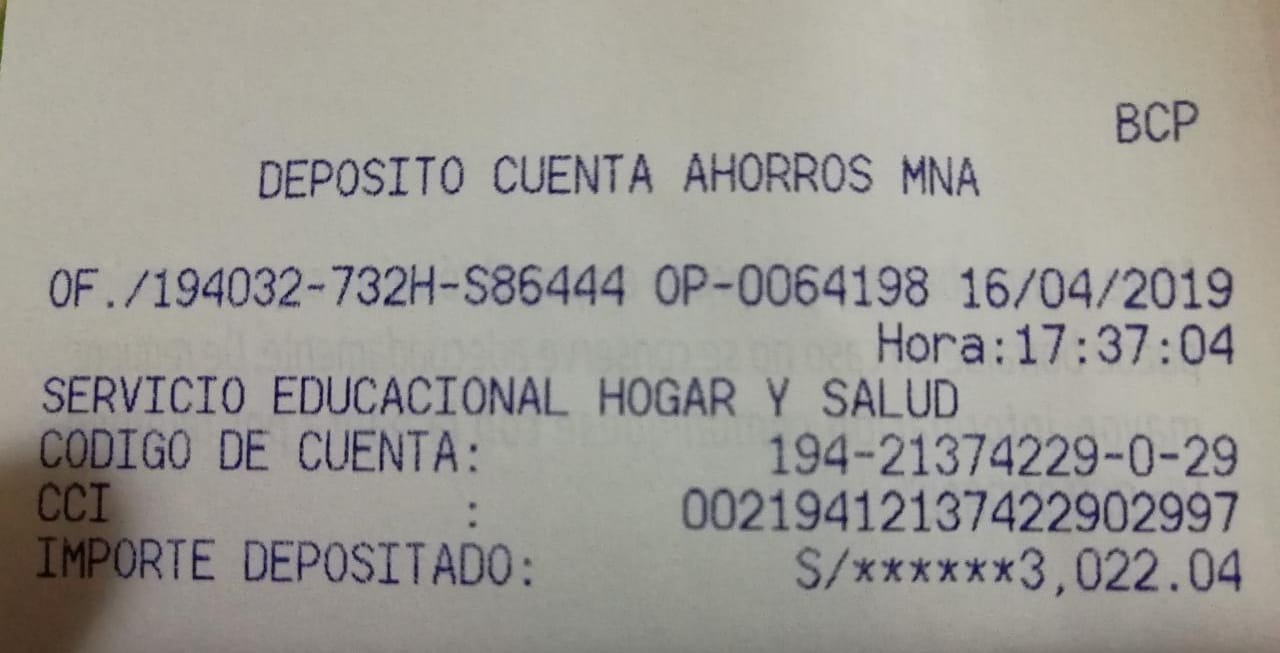 BCP
DEPOSITO CUENTA AHORROS MNA
OF./194032-732H-S86444 OP-0064198 16/04/2019
Hora:17:37:04
SERVICIO EDUCACIONAL HOGAR Y SALUD
CODIGO DE CUENTA: 194-21374229-0-29
CCI : 00219412137422902997
IMPORTE DEPOSITADO: S/******3,022.04